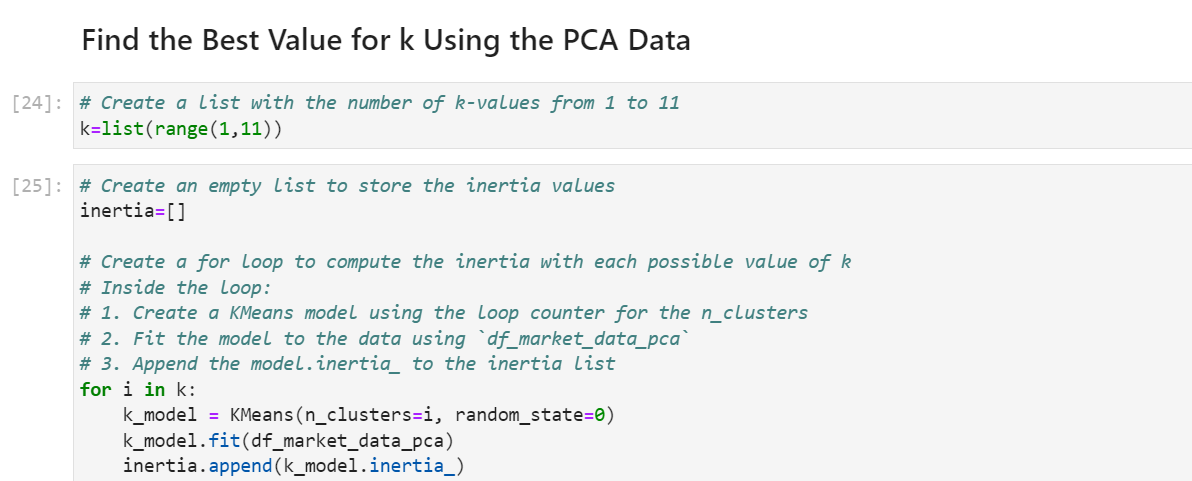 Find the Best Value for k Using the PCA Data
[24]: # Create a list with the number of k-values from 1 to 11
k=list(range(1,11))
[25]: # Create an empty list to store the inertia values
inertia=[]
# Create a for loop to compute the inertia with each possible value of k
# Inside the loop:
# 1. Create a KMeans model using the loop counter for the n_clusters
# 2. Fit the model to the data using `df_market_data_pca`
# 3. Append the model.inertia_ to the inertia list
for i in k:
    k_model = KMeans(n_clusters=i, random_state=0)
    k_model.fit(df_market_data_pca)
    inertia.append(k_model.inertia_)